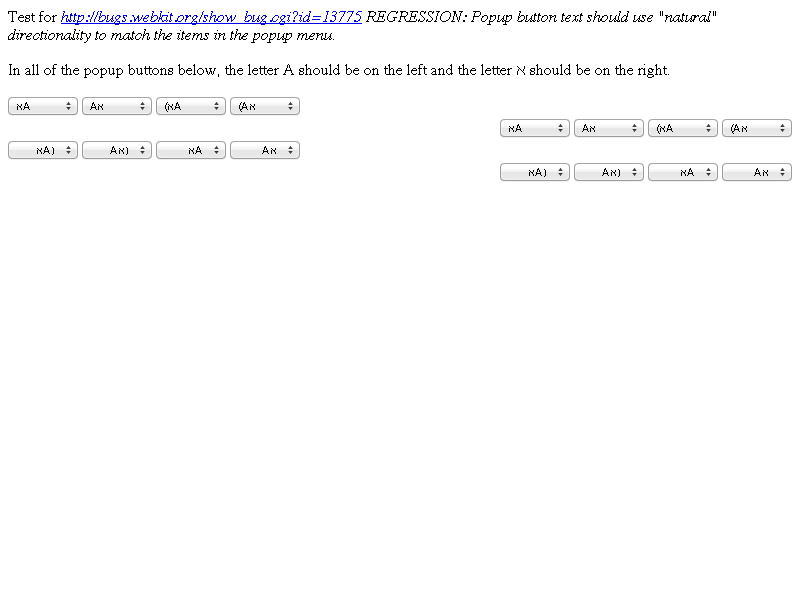 Test for http://bugs.webkit.org/show_bug.cgi?id=13775 REGRESSION: Popup button text should use "natural"
directionality to match the items in the popup menu.
In all of the popup buttons below, the letter A should be on the left and the letter א should be on the right.
אA Aא (אA (Aא
אA Aא (אA (Aא
אA) Aא) אA Aא
אA) Aא) אA Aא